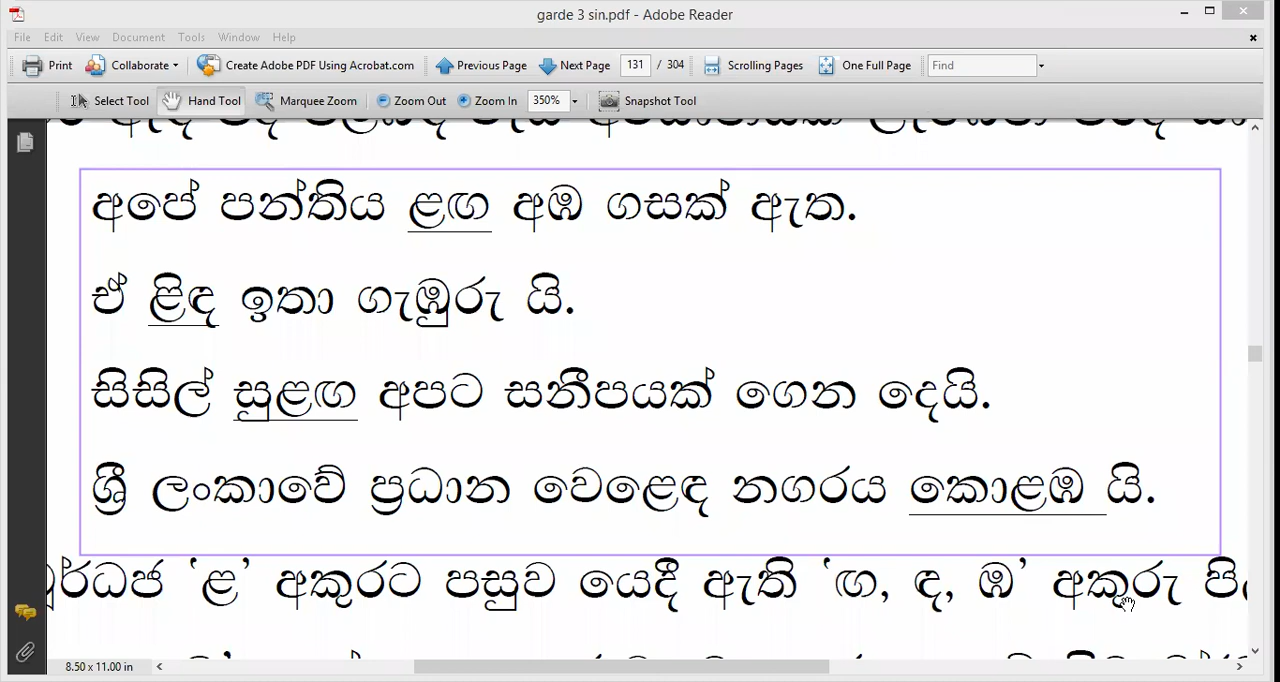 garde 3 sin.pdf - Adobe Reader
File Edit View Document Tools Window Help
Print Collaborate Create Adobe PDF Using Acrobat.com Previous Page Next Page 131 / 304 Scrolling Pages One Full Page Find
Select Tool Hand Tool Marquee Zoom Zoom Out Zoom In 350% Snapshot Tool
අපේ පන්තිය ළඟ අඹ ගසක් ඇත.
ඒ ළිඳ ඉතා ගැඹුරු යි.
සිසිල් සුළඟ අපට සනීපයක් ගෙන දෙයි.
ශ්‍රී ලංකාවේ ප්‍රධාන වෙළෙඳ නගරය කොළඹ යි.
‘ළ’ අකුරට පසුව යෙදී ඇති ‘ඟ, ඳ, ඹ’ අකුරු
8.50 x 11.00 in